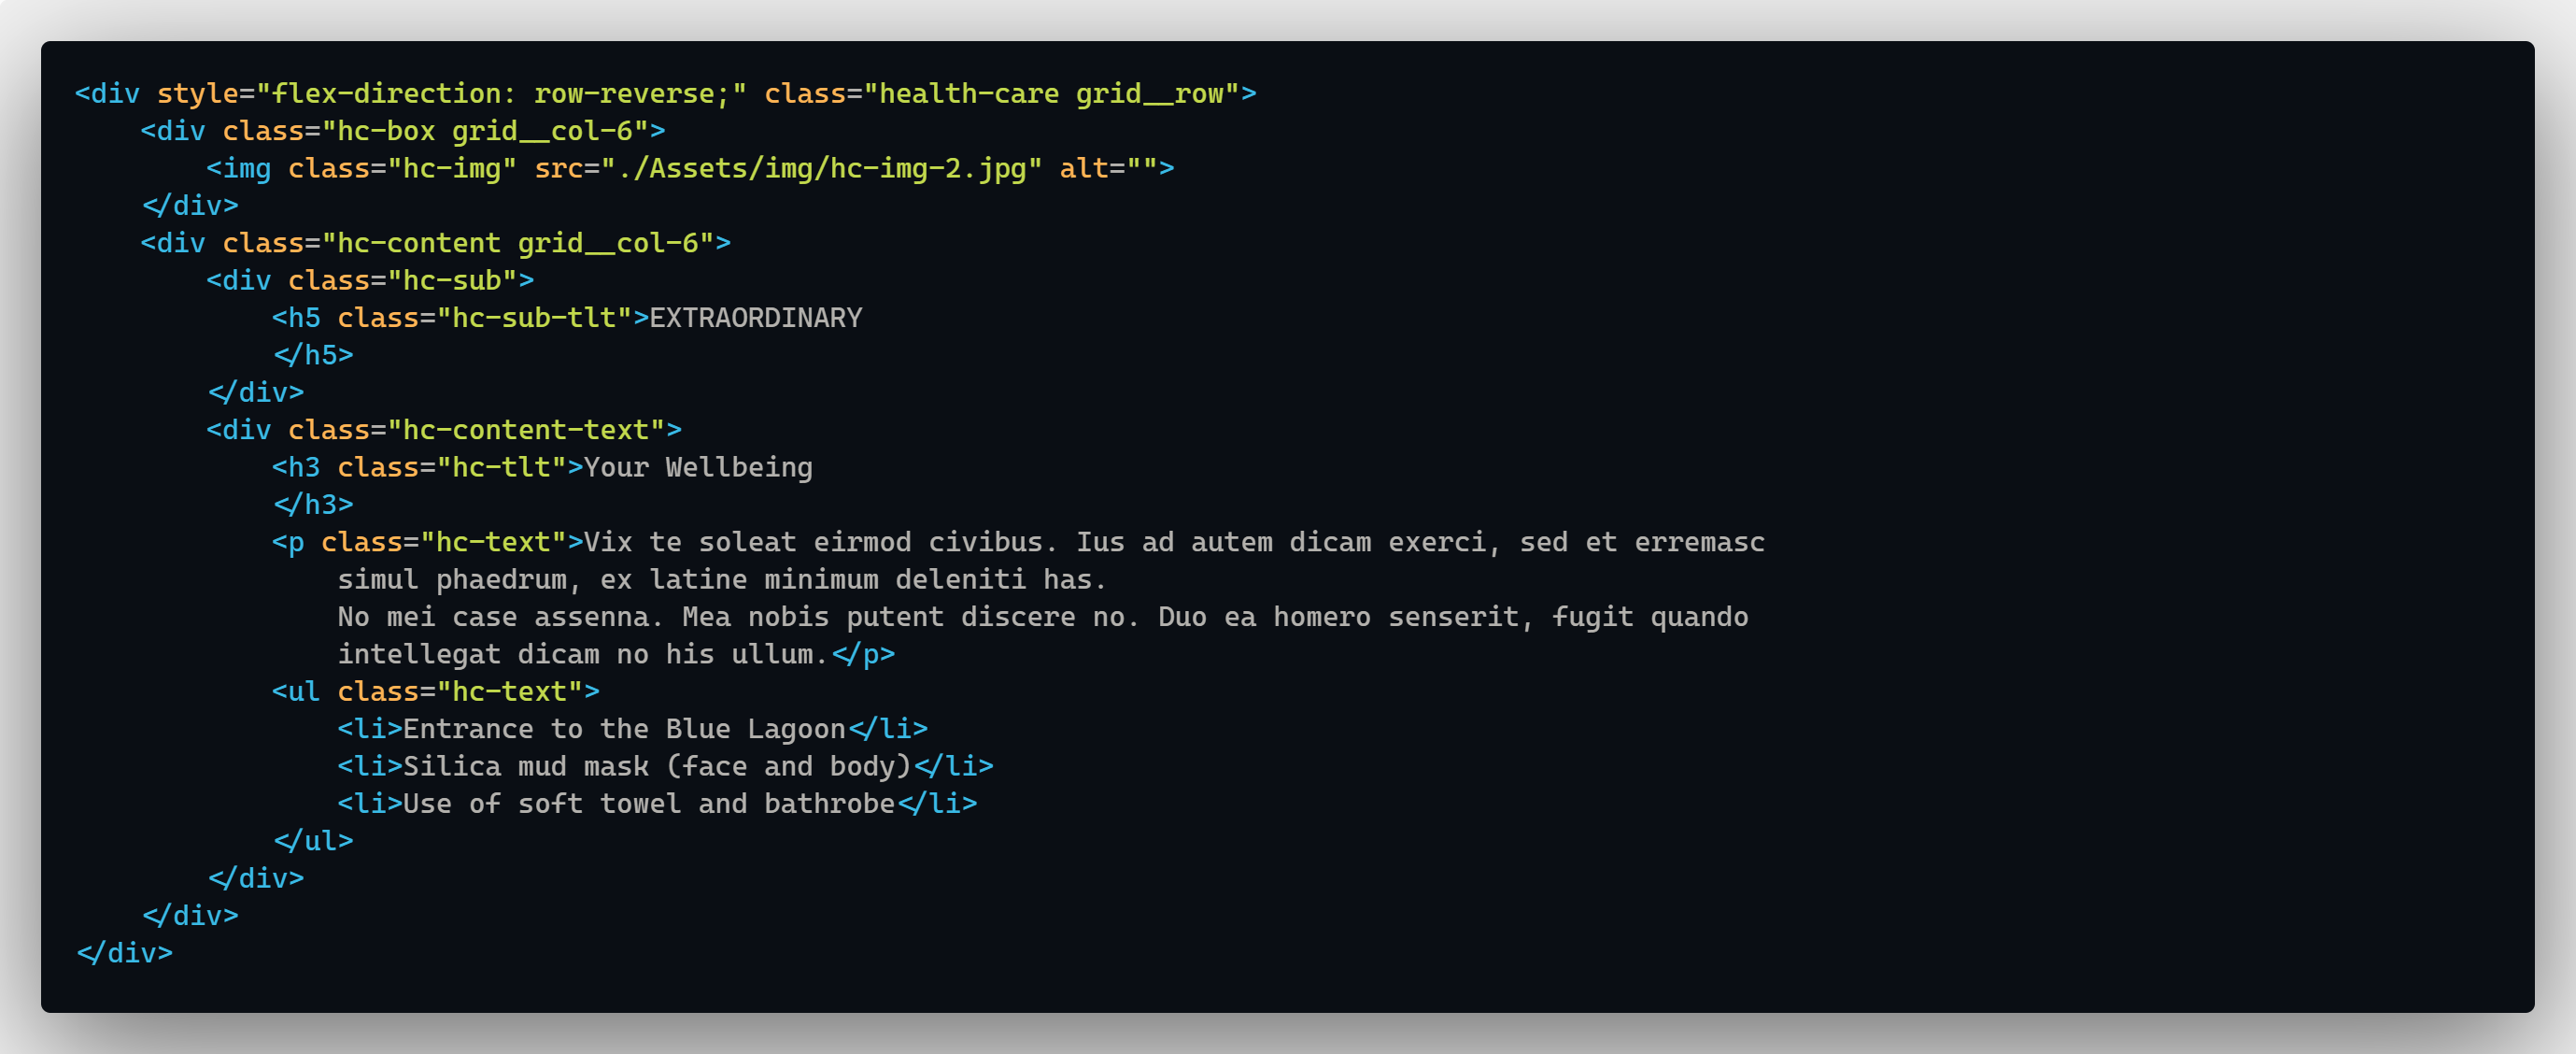 <div style="flex-direction: row-reverse;" class="health-care grid__row">
    <div class="hc-box grid__col-6">
        <img class="hc-img" src="./Assets/img/hc-img-2.jpg" alt="">
    </div>
    <div class="hc-content grid__col-6">
        <div class="hc-sub">
            <h5 class="hc-sub-tlt">EXTRAORDINARY
            </h5>
        </div>
        <div class="hc-content-text">
            <h3 class="hc-tlt">Your Wellbeing
            </h3>
            <p class="hc-text">Vix te soleat eirmod civibus. Ius ad autem dicam exerci, sed et erremasc
                simul phaedrum, ex latine minimum deleniti has.
                No mei case assenna. Mea nobis putent discere no. Duo ea homero senserit, fugit quando
                intellegat dicam no his ullum.</p>
            <ul class="hc-text">
                <li>Entrance to the Blue Lagoon</li>
                <li>Silica mud mask (face and body)</li>
                <li>Use of soft towel and bathrobe</li>
            </ul>
        </div>
    </div>
</div>